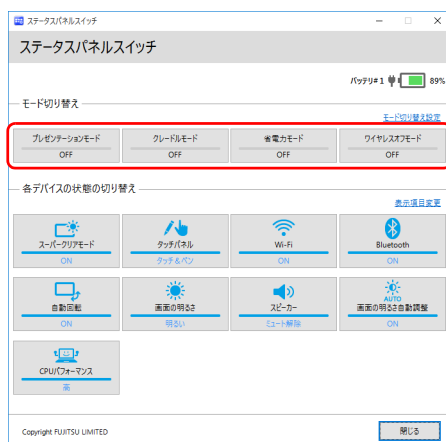 ステータスパネルスイッチ
ステータスパネルスイッチ
バッテリ#1 89%
モード切り替え
モード切り替え設定
プレゼンテーションモード クレードルモード 省電力モード ワイヤレスオフモード
OFF OFF OFF OFF
各デバイスの状態の切り替え
表示項目変更
スーパークリアモード タッチパネル Wi-Fi Bluetooth
ON タッチ&ペン ON ON
AUTO
自動回転 画面の明るさ スピーカー 画面の明るさ自動調整
ON 明るい ミュート解除 ON
CPUパフォーマンス
高
Copyright FUJITSU LIMITED 閉じる